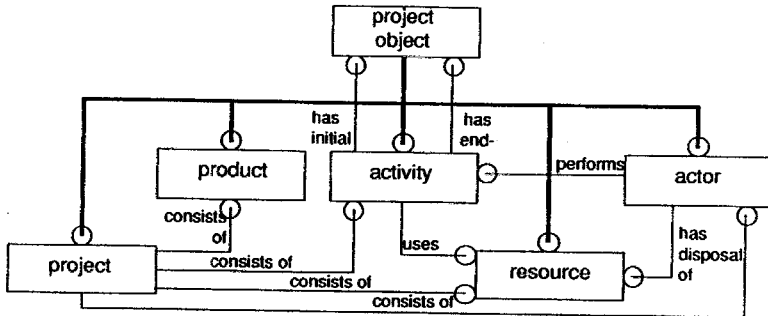 project
object
has
initial
has
end-
product
activity
performs
actor
consists
of
uses
has
disposal
of
project
consists of
resource
consists of
consists of